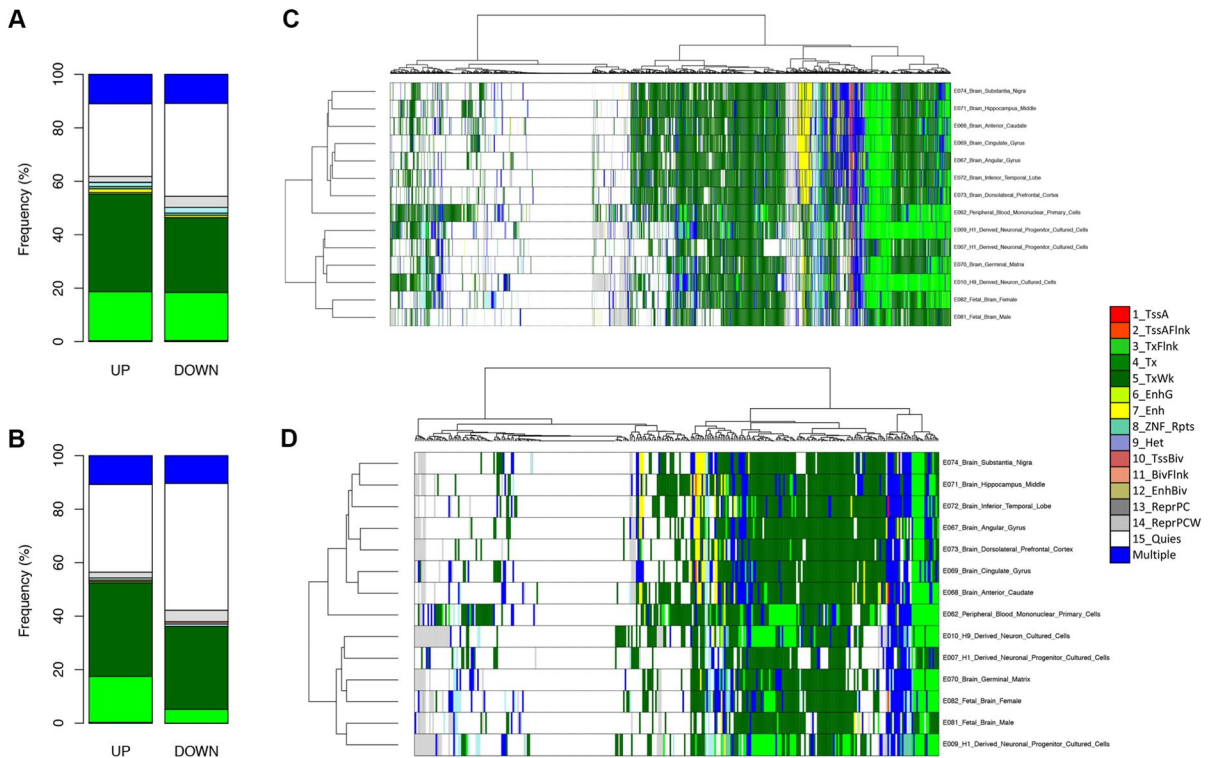 A
C
Frequency (%)
100
80
60
40
20
0
UP
DOWN
E074_Brain_Substantia_Nigra
E071_Brain_Hippocampus_Middle
E068_Brain_Anterior_Caudate
E069_Brain_Cingulate_Gyrus
E067_Brain_Angular_Gyrus
E072_Brain_Inferior_Temporal_Lobe
E073_Brain_Dorsolateral_Prefrontal_Cortex
E062_Peripheral_Blood_Mononuclear_Primary_Cells
E009_H1_Derived_Neuronal_Progenitor_Cultured_Cells
E007_H1_Derived_Neuronal_Progenitor_Cultured_Cells
E070_Brain_Germinal_Matrix
E010_H9_Derived_Neuron_Cultured_Cells
E082_Fetal_Brain_Female
E081_Fetal_Brain_Male
B
D
Frequency (%)
100
80
60
40
20
0
UP
DOWN
E074_Brain_Substantia_Nigra
E071_Brain_Hippocampus_Middle
E072_Brain_Inferior_Temporal_Lobe
E067_Brain_Angular_Gyrus
E073_Brain_Dorsolateral_Prefrontal_Cortex
E069_Brain_Cingulate_Gyrus
E068_Brain_Anterior_Caudate
E062_Peripheral_Blood_Mononuclear_Primary_Cells
E010_H9_Derived_Neuron_Cultured_Cells
E007_H1_Derived_Neuronal_Progenitor_Cultured_Cells
E070_Brain_Germinal_Matrix
E082_Fetal_Brain_Female
E081_Fetal_Brain_Male
E009_H1_Derived_Neuronal_Progenitor_Cultured_Cells
1_TssA
2_TssAFlnk
3_TxFlnk
4_Tx
5_TxWk
6_EnhG
7_Enh
8_ZNF_Rpts
9_Het
10_TssBiv
11_BivFlnk
12_EnhBiv
13_ReprPC
14_ReprPCW
15_Quies
Multiple